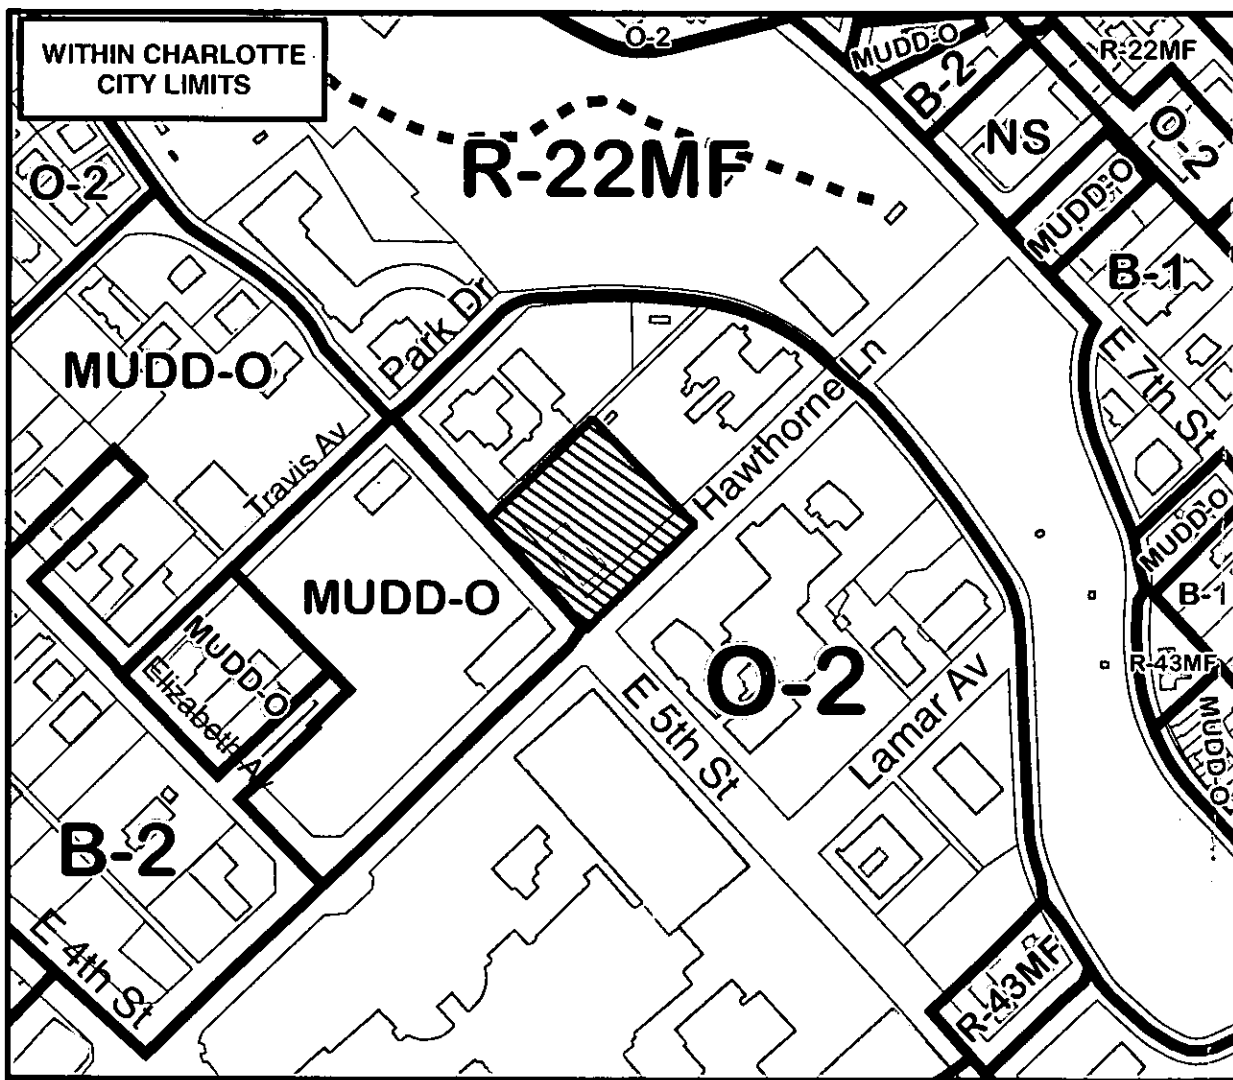 WITHIN CHARLOTTE
CITY LIMITS
O-2
MUDD-O
B-2
R-22MF
O-2
NS
MUDD-O
B-1
O-2
R-22MF
Park Dr
Hawthorne Ln
E 7th St
MUDD-O
Travis Av
MUDD-O
MUDD-O
Elizabeth Av
MUDD-O
B-1
R-43MF
MUDD-O
O-2
E 5th St
Lamar Av
B-2
E 4th St
R-43MF